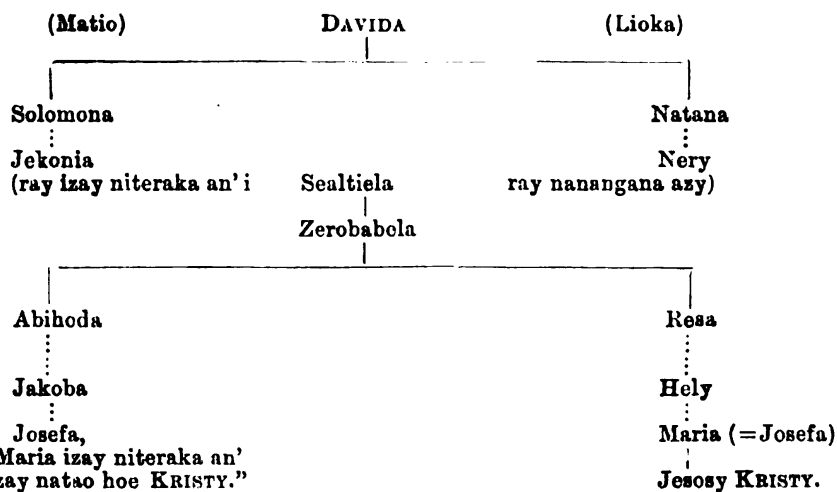 (Matio) DAVIDA (Lioka)
Solomona Natana
Jekonia Nery
(ray izay niteraka an' i Sealtiela ray nanangana azy)
Zerobabela
Abihoda Resa
Jakoba Hely
Josefa, Maria (=Josefa)
Maria izay niteraka an'
zay natao hoe KRISTY." Jesosy KRISTY.